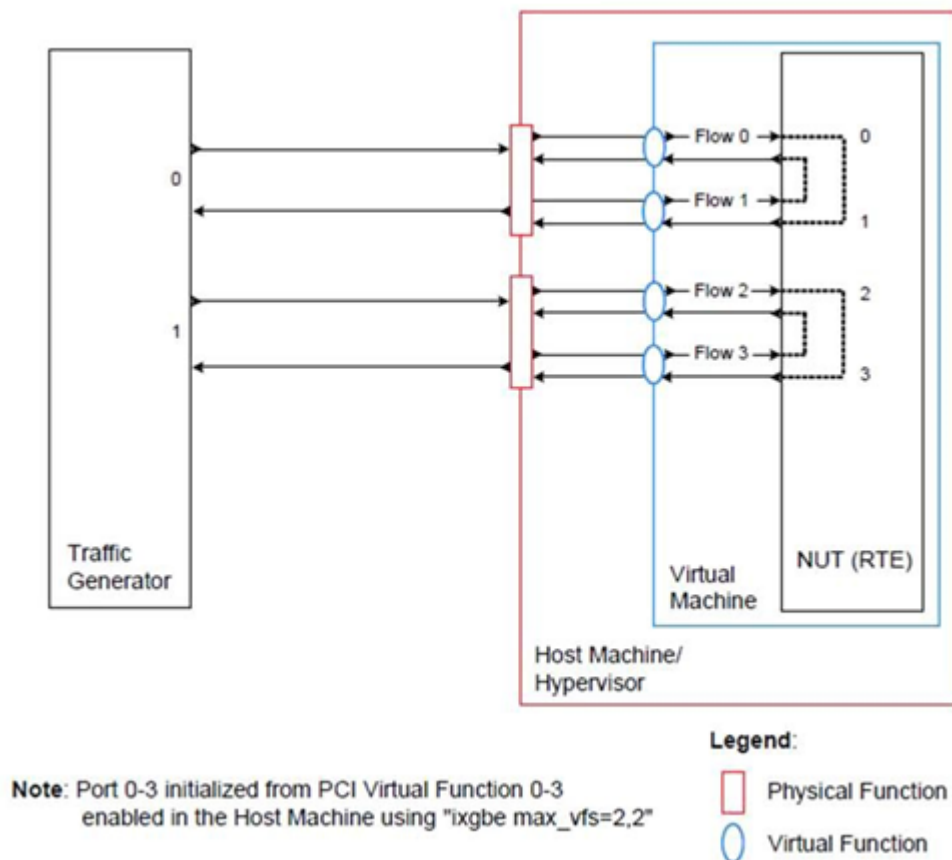 Flow 0
0
0
Flow 1
1
Flow 2
2
1
Flow 3
3
Traffic
Generator
NUT (RTE)
Virtual
Machine
Host Machine/
Hypervisor
Legend:
Note: Port 0-3 initialized from PCI Virtual Function 0-3
enabled in the Host Machine using "ixgbe max_vfs=2,2"
Physical Function
Virtual Function